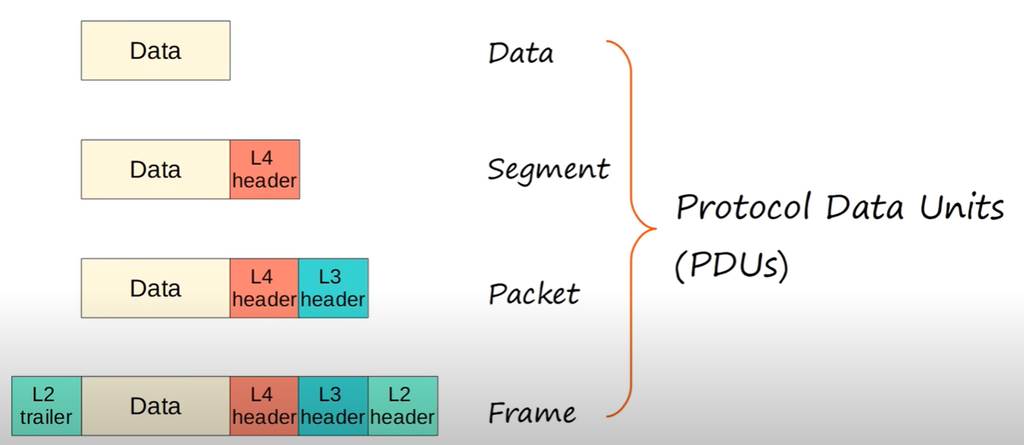 Data
Data
Data
L4
header
Segment
Protocol Data Units
(PDUs)
Data
L4
header
L3
header
Packet
L2
trailer
Data
L4
header
L3
header
L2
header
Frame